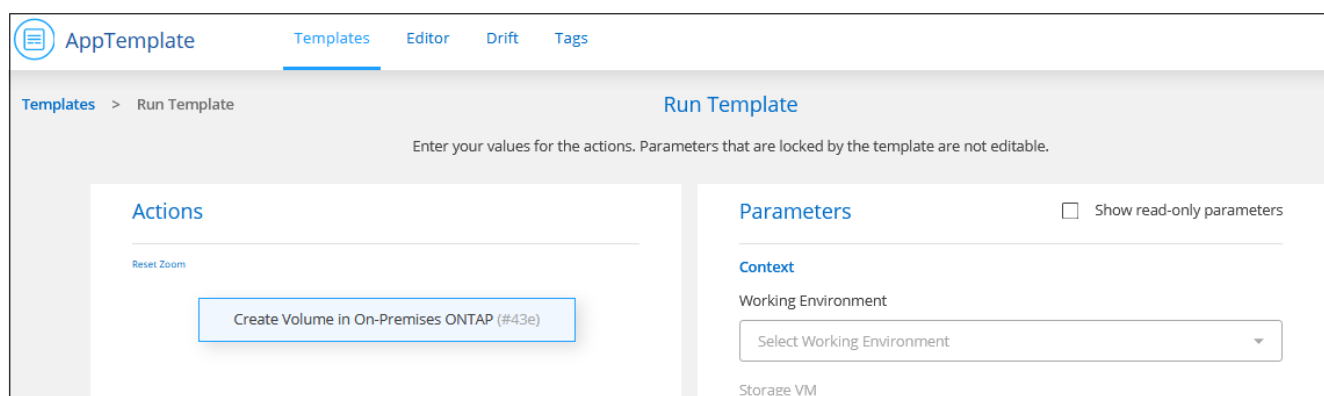 AppTemplate Templates Editor Drift Tags
Templates > Run Template
Run Template
Enter your values for the actions. Parameters that are locked by the template are not editable.
Actions
Reset Zoom
Create Volume in On-Premises ONTAP (#43e)
Parameters
Show read-only parameters
Context
Working Environment
Select Working Environment
Storage VM